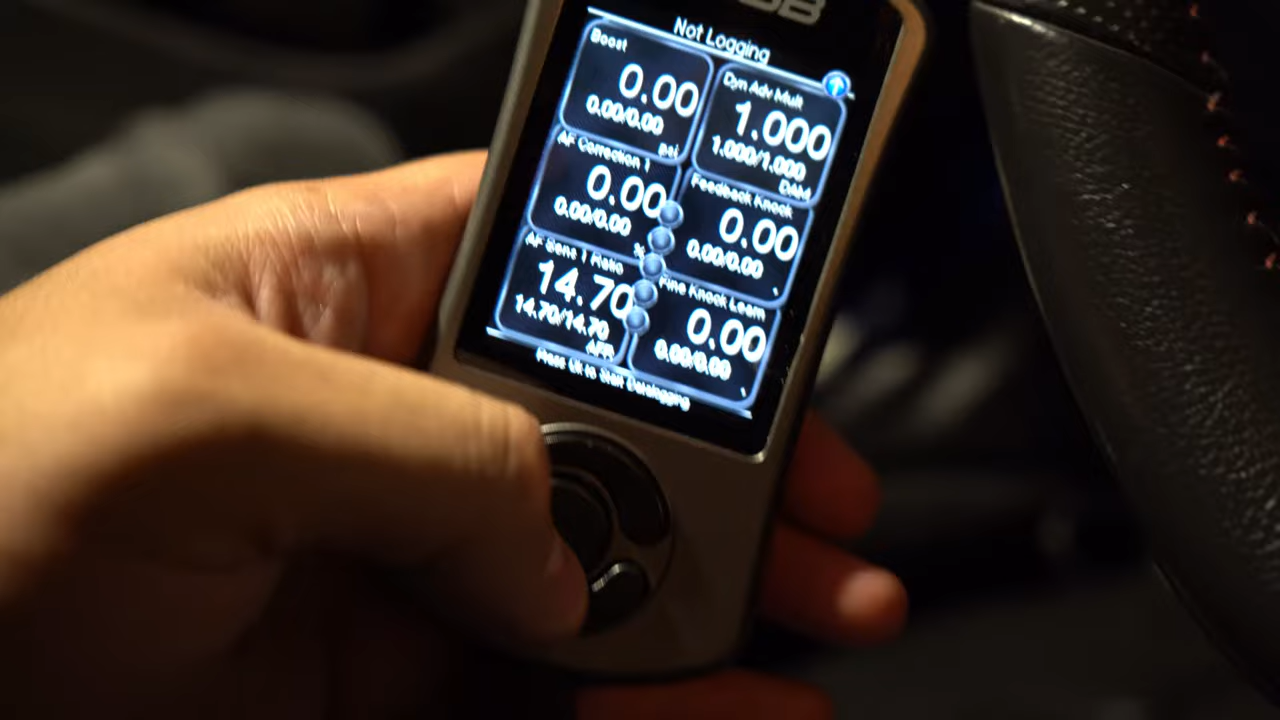 Not Logging
Boost
0.00
0.00/0.00
psi
Dyn Adv Mult
1.000
1.000/1.000
DAM
AF Correction 1
0.00
0.00/0.00
%
Feedback Knock
0.00
0.00/0.00
°
AF Sens 1 Ratio
14.70
14.70/14.70
AFR
Fine Knock Learn
0.00
0.00/0.00
°
Press OK to Start Datalogging